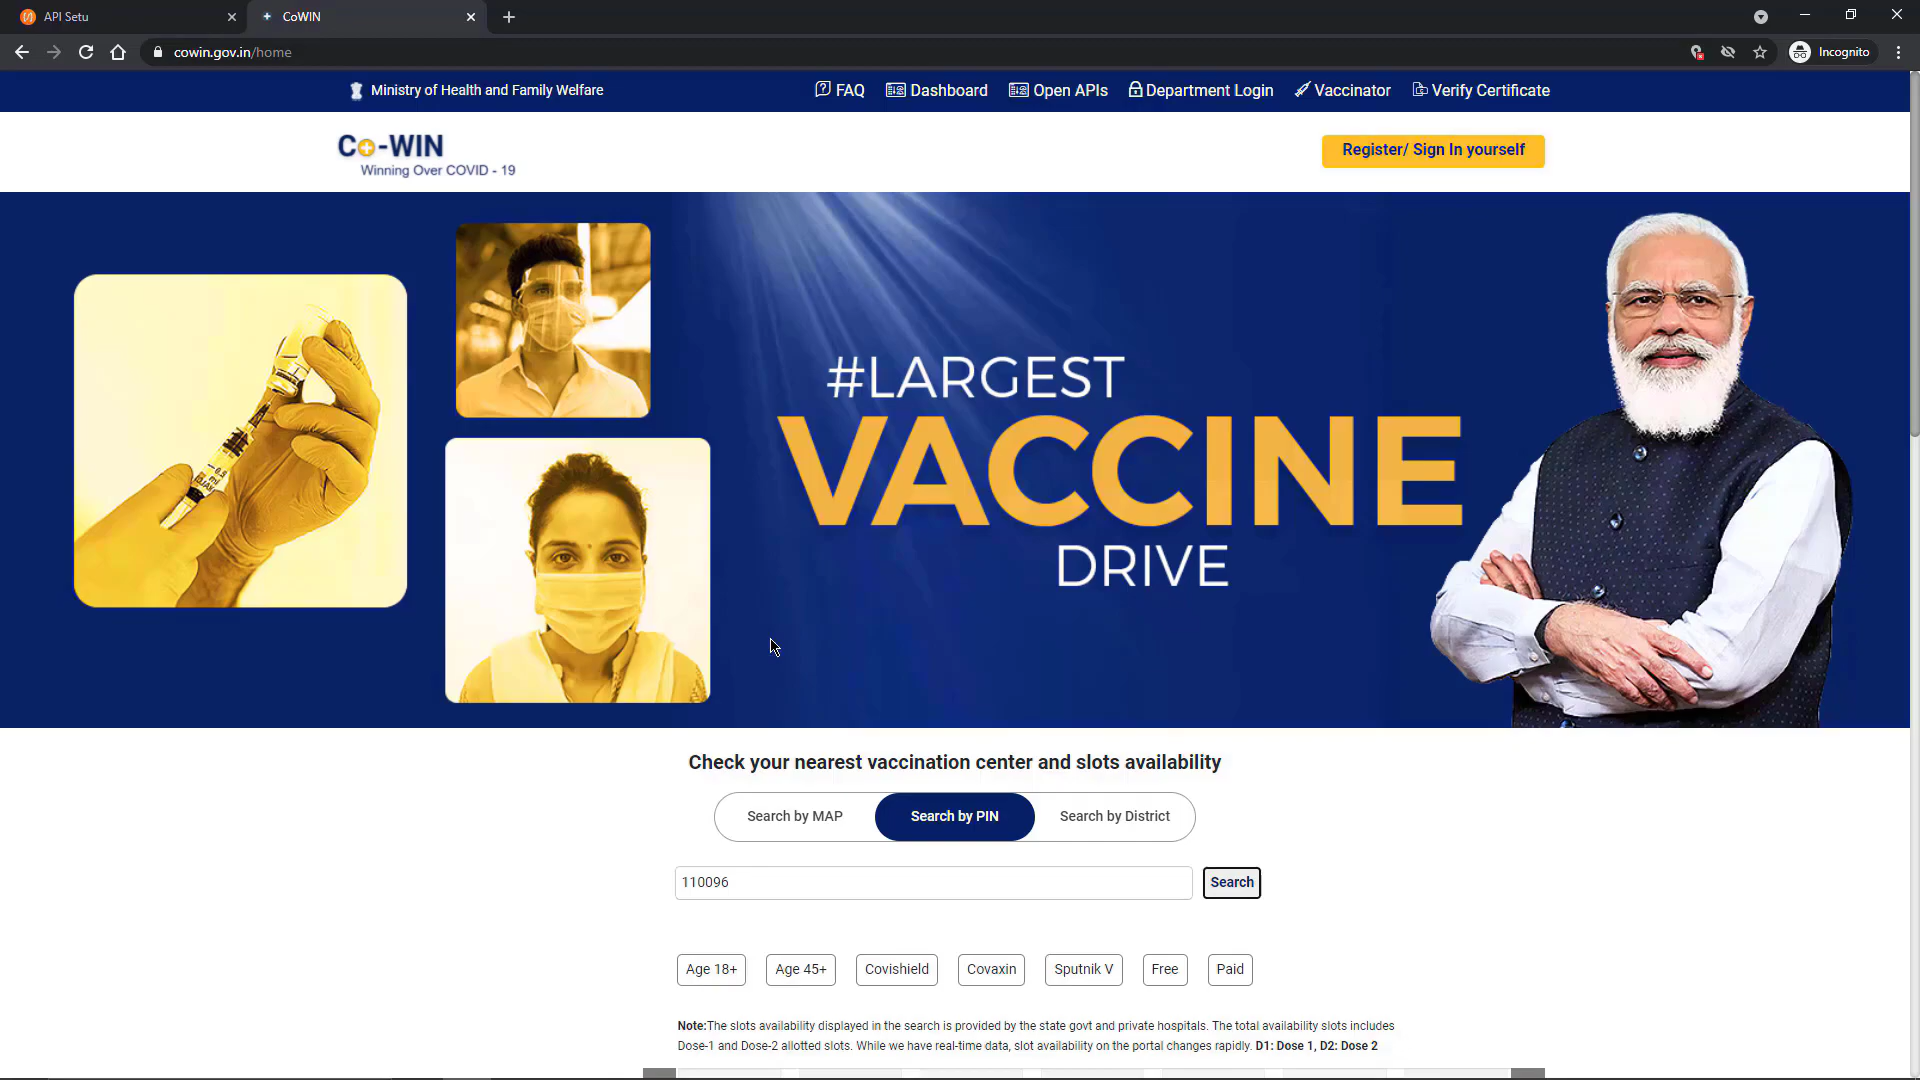 API Setu
CoWIN
cowin.gov.in/home
Incognito
Ministry of Health and Family Welfare
FAQ
Dashboard
Open APIs
Department Login
Vaccinator
Verify Certificate
Co-WIN
Winning Over COVID - 19
Register/ Sign In yourself
#LARGEST
VACCINE
DRIVE
Check your nearest vaccination center and slots availability
Search by MAP
Search by PIN
Search by District
110096
Search
Age 18+
Age 45+
Covishield
Covaxin
Sputnik V
Free
Paid
Note:The slots availability displayed in the search is provided by the state govt and private hospitals. The total availability slots includes
Dose-1 and Dose-2 allotted slots. While we have real-time data, slot availability on the portal changes rapidly. D1: Dose 1, D2: Dose 2